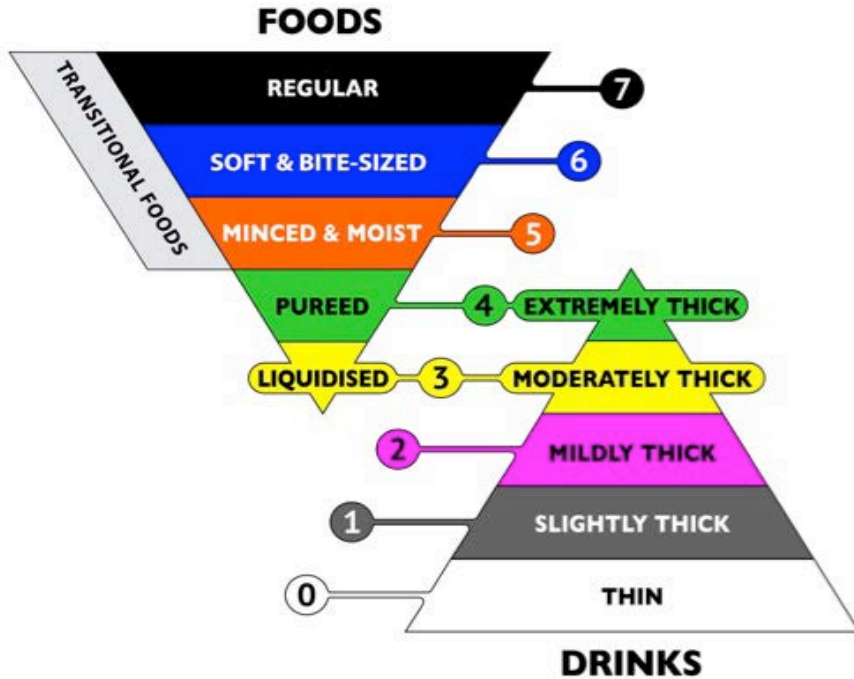 FOODS
TRANSITIONAL FOODS
REGULAR
7
SOFT & BITE-SIZED
6
MINCED & MOIST
5
PUREED
4
EXTREMELY THICK
LIQUIDISED
3
MODERATELY THICK
2
MILDLY THICK
1
SLIGHTLY THICK
0
THIN
DRINKS